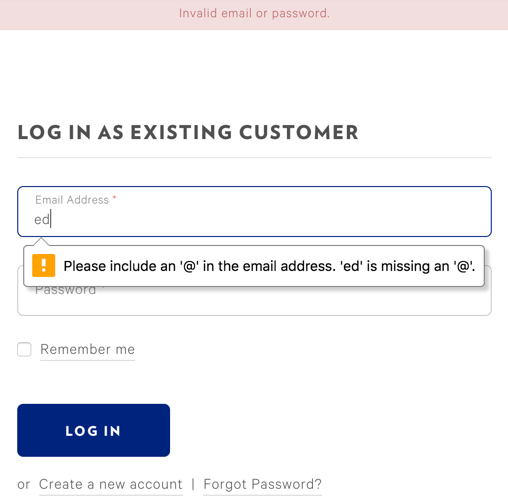 Invalid email or password.
LOG IN AS EXISTING CUSTOMER
Email Address *
ed
Please include an '@' in the email address. 'ed' is missing an '@'.
Password *
Remember me
LOG IN
or Create a new account | Forgot Password?